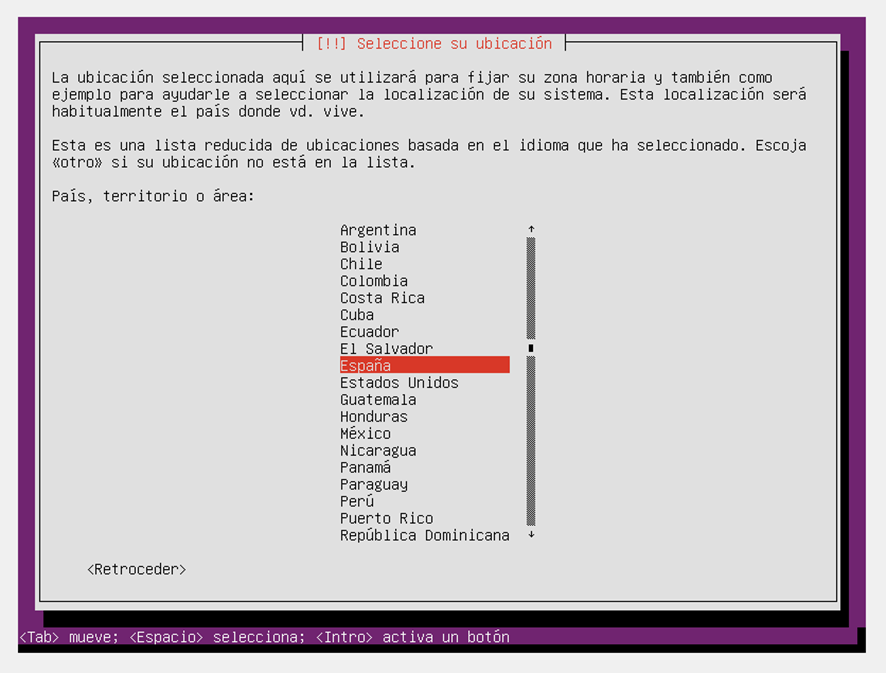 [!!] Seleccione su ubicación
La ubicación seleccionada aquí se utilizará para fijar su zona horaria y también como
ejemplo para ayudarle a seleccionar la localización de su sistema. Esta localización será
habitualmente el país donde vd. vive.
Esta es una lista reducida de ubicaciones basada en el idioma que ha seleccionado. Escoja
«otro» si su ubicación no está en la lista.
País, territorio o área:
Argentina
Bolivia
Chile
Colombia
Costa Rica
Cuba
Ecuador
El Salvador
España
Estados Unidos
Guatemala
Honduras
México
Nicaragua
Panamá
Paraguay
Perú
Puerto Rico
República Dominicana
<Retroceder>
<Tab> mueve; <Espacio> selecciona; <Intro> activa un botón